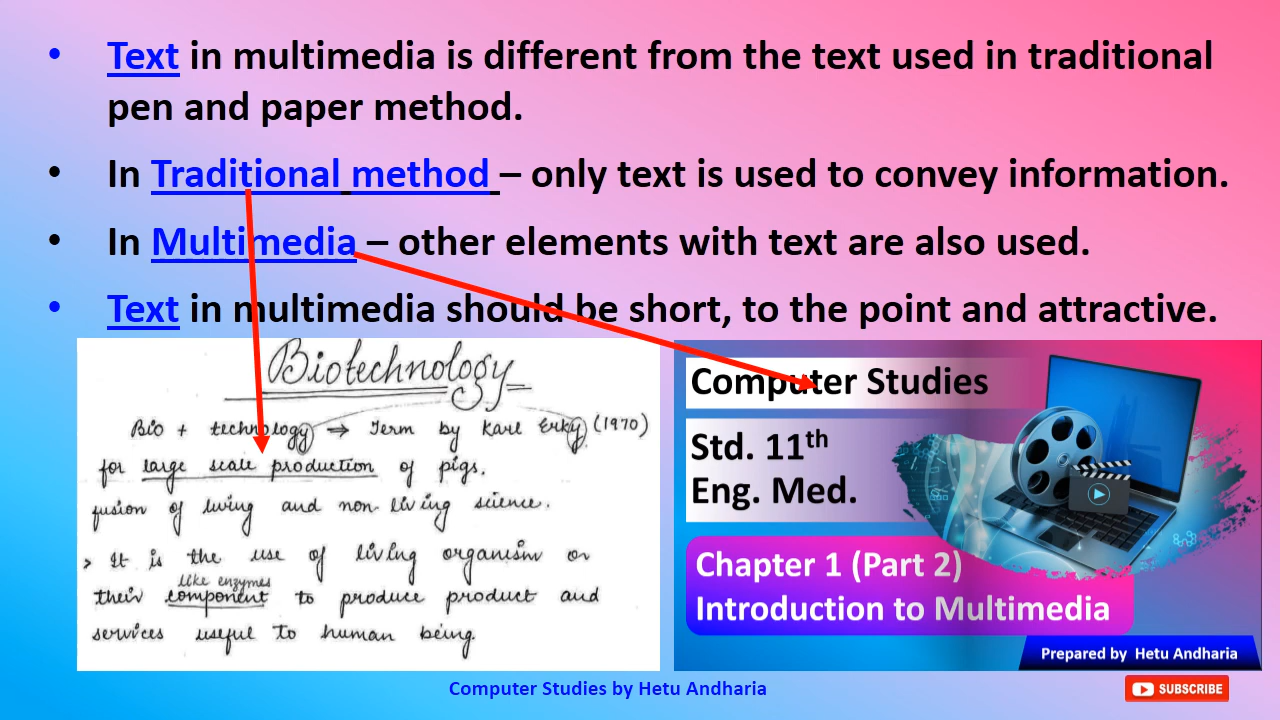 • Text in multimedia is different from the text used in traditional
pen and paper method.
• In Traditional method – only text is used to convey information.
• In Multimedia – other elements with text are also used.
• Text in multimedia should be short, to the point and attractive.
Biotechnology
Bio + technology ⇒ Term by Karl Erky, (1970)
for large scale production of pigs.
fusion of living and non-living science.
> It is the use of living organism or
like enzymes
their component to produce product and
services useful to human being.
Computer Studies
Std. 11th
Eng. Med.
Chapter 1 (Part 2)
Introduction to Multimedia
Prepared by Hetu Andharia
Computer Studies by Hetu Andharia
SUBSCRIBE